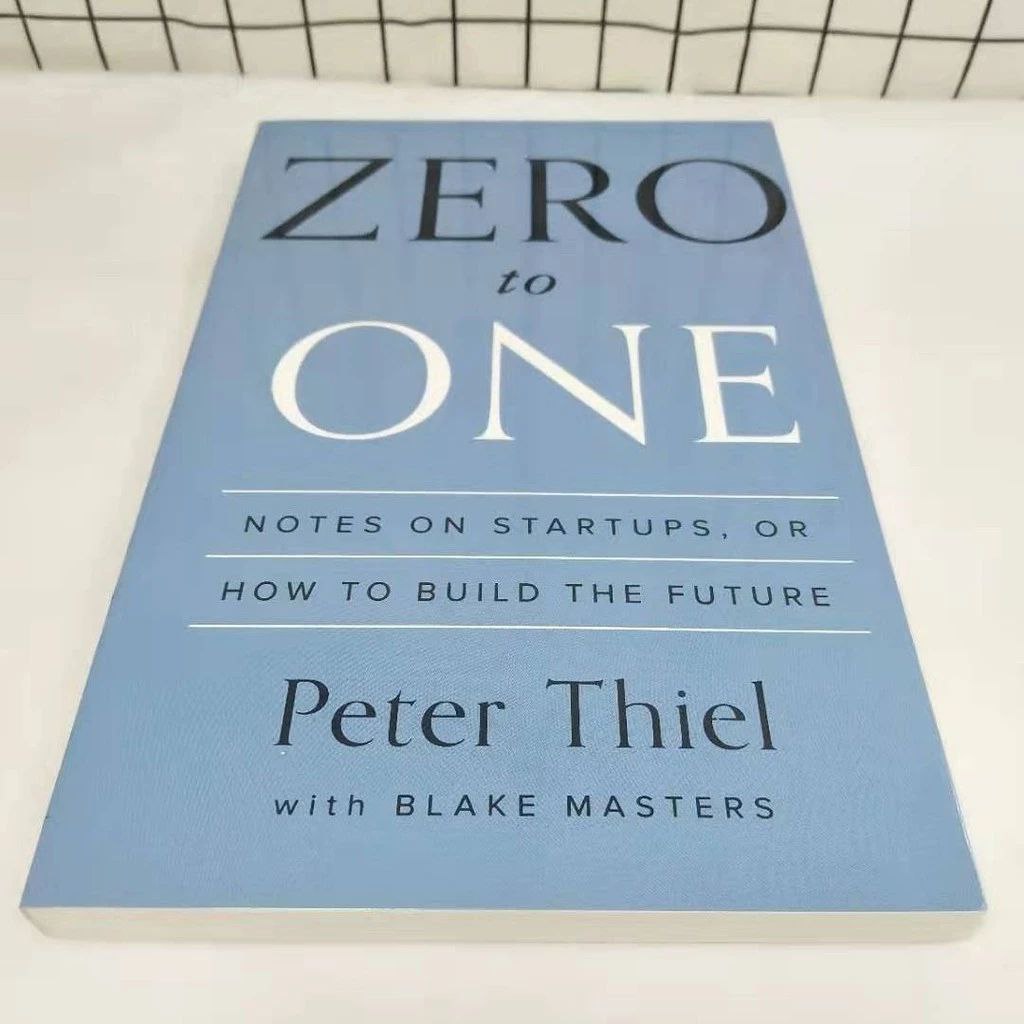 ZERO
to
ONE
NOTES ON STARTUPS, OR
HOW TO BUILD THE FUTURE
Peter Thiel
with BLAKE MASTERS